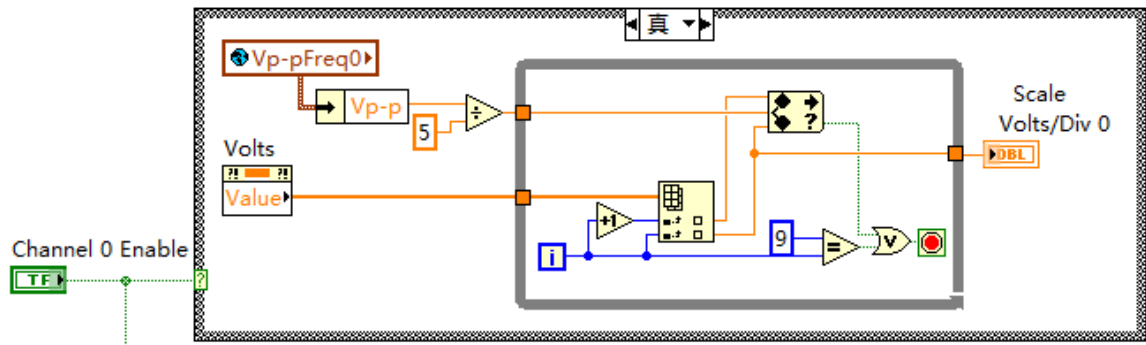 真
Vp-pFreq0
Vp-p
÷
5
Scale
Volts/Div 0
DBL
?
Volts
?! ?!
Value
+1
i
9
=
V
Channel 0 Enable
TF
?